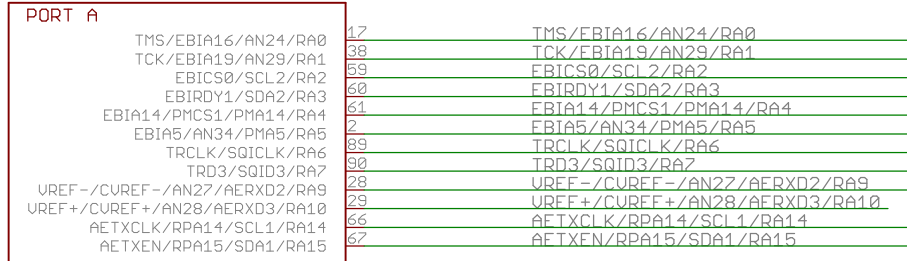 PORT A
TMS/EBIA16/AN24/RA0 17 TMS/EBIA16/AN24/RA0
TCK/EBIA19/AN29/RA1 38 TCK/EBIA19/AN29/RA1
EBICS0/SCL2/RA2 59 EBICS0/SCL2/RA2
EBIRDY1/SDA2/RA3 60 EBIRDY1/SDA2/RA3
EBIA14/PMCS1/PMA14/RA4 61 EBIA14/PMCS1/PMA14/RA4
EBIA5/AN34/PMA5/RA5 2 EBIA5/AN34/PMA5/RA5
TRCLK/SQICLK/RA6 89 TRCLK/SQICLK/RA6
TRD3/SQID3/RA7 90 TRD3/SQID3/RA7
VREF-/CVREF-/AN27/AERXD2/RA9 28 VREF-/CVREF-/AN27/AERXD2/RA9
VREF+/CVREF+/AN28/AERXD3/RA10 29 VREF+/CVREF+/AN28/AERXD3/RA10
AETXCLK/RPA14/SCL1/RA14 66 AETXCLK/RPA14/SCL1/RA14
AETXEN/RPA15/SDA1/RA15 67 AETXEN/RPA15/SDA1/RA15